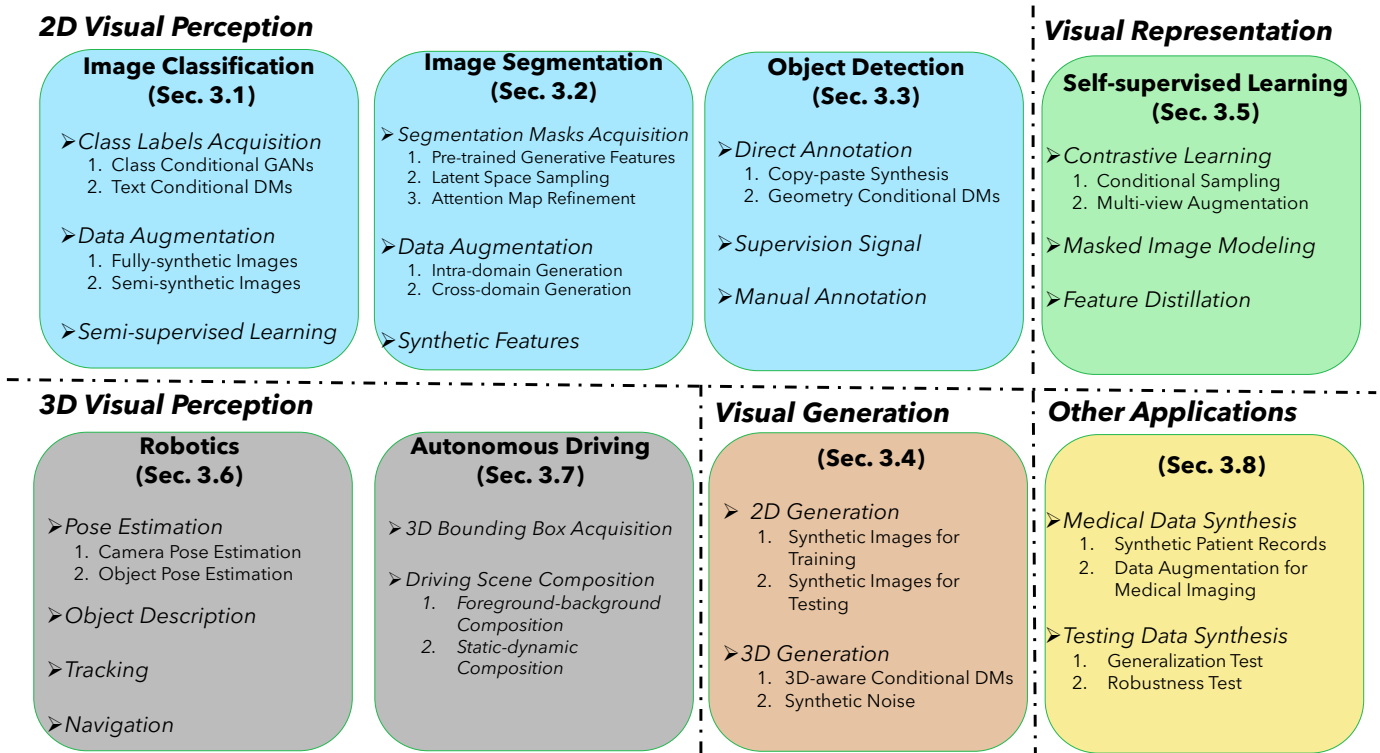 2D Visual Perception
Image Classification
(Sec. 3.1)
➢Class Labels Acquisition
1. Class Conditional GANs
2. Text Conditional DMs
➢Data Augmentation
1. Fully-synthetic Images
2. Semi-synthetic Images
➢Semi-supervised Learning
Image Segmentation
(Sec. 3.2)
➢Segmentation Masks Acquisition
1. Pre-trained Generative Features
2. Latent Space Sampling
3. Attention Map Refinement
➢Data Augmentation
1. Intra-domain Generation
2. Cross-domain Generation
➢Synthetic Features
Object Detection
(Sec. 3.3)
➢Direct Annotation
1. Copy-paste Synthesis
2. Geometry Conditional DMs
➢Supervision Signal
➢Manual Annotation
Visual Representation
Self-supervised Learning
(Sec. 3.5)
➢Contrastive Learning
1. Conditional Sampling
2. Multi-view Augmentation
➢Masked Image Modeling
➢Feature Distillation
3D Visual Perception
Robotics
(Sec. 3.6)
➢Pose Estimation
1. Camera Pose Estimation
2. Object Pose Estimation
➢Object Description
➢Tracking
➢Navigation
Autonomous Driving
(Sec. 3.7)
➢3D Bounding Box Acquisition
➢Driving Scene Composition
1. Foreground-background
Composition
2. Static-dynamic
Composition
Visual Generation
(Sec. 3.4)
➢ 2D Generation
1. Synthetic Images for
Training
2. Synthetic Images for
Testing
➢3D Generation
1. 3D-aware Conditional DMs
2. Synthetic Noise
Other Applications
(Sec. 3.8)
➢Medical Data Synthesis
1. Synthetic Patient Records
2. Data Augmentation for
Medical Imaging
➢Testing Data Synthesis
1. Generalization Test
2. Robustness Test